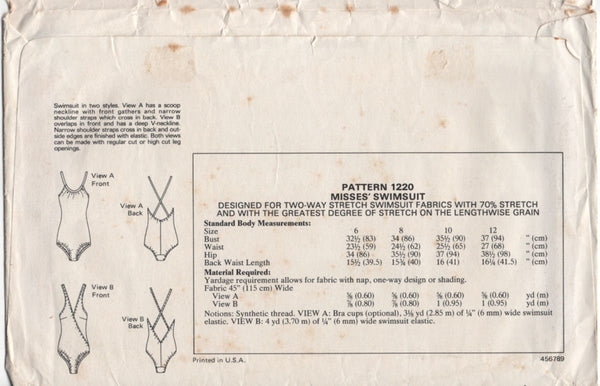 Swimsuit in two styles. View A has a scoop
neckline with front gathers and narrow
shoulder straps which cross in back. View B
overlaps in front and has a deep V-neckline.
Narrow shoulder straps cross in back and out-
side edges are finished with elastic. Both views
can be made with regular cut or high cut leg
openings.
View A
Front
View A
Back
View B
Front
View B
Back
PATTERN 1220
MISSES' SWIMSUIT
DESIGNED FOR TWO-WAY STRETCH SWIMSUIT FABRICS WITH 70% STRETCH
AND WITH THE GREATEST DEGREE OF STRETCH ON THE LENGTHWISE GRAIN
Standard Body Measurements:
Size 6 8 10 12
Bust 32½ (83) 34 (86) 35½ (90) 37 (94) " (cm)
Waist 23½ (59) 24½ (62) 25½ (65) 27 (68) " (cm)
Hip 34 (86) 35½ (90) 37 (94) 38½ (98) " (cm)
Back Waist Length 15½ (39.5) 15¾ (40) 16 (41) 16¼ (41.5) " (cm)
Material Required:
Yardage requirement allows for fabric with nap, one-way design or shading.
Fabric 45" (115 cm) Wide
View A ⅝ (0.60) ⅝ (0.60) ⅝ (0.60) ⅝ (0.60) yd (m)
View B ⅞ (0.80) ⅞ (0.80) 1 (0.95) 1 (0.95) yd (m)
Notions: Synthetic thread. VIEW A: Bra cups (optional), 3⅛ yd (2.85 m) of ¼" (6 mm) wide swimsuit
elastic. VIEW B: 4 yd (3.70 m) of ¼" (6 mm) wide swimsuit elastic.
Printed in U.S.A.
456789